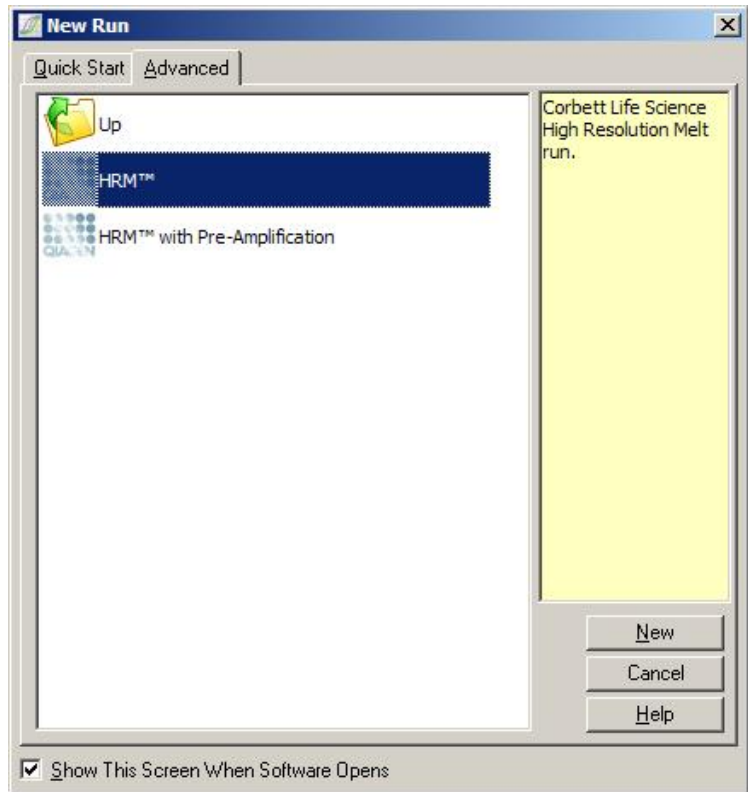 New Run
Quick Start Advanced
Up
HRM™
QIAGEN
HRM™ with Pre-Amplification
Corbett Life Science
High Resolution Melt
run.
New
Cancel
Help
Show This Screen When Software Opens